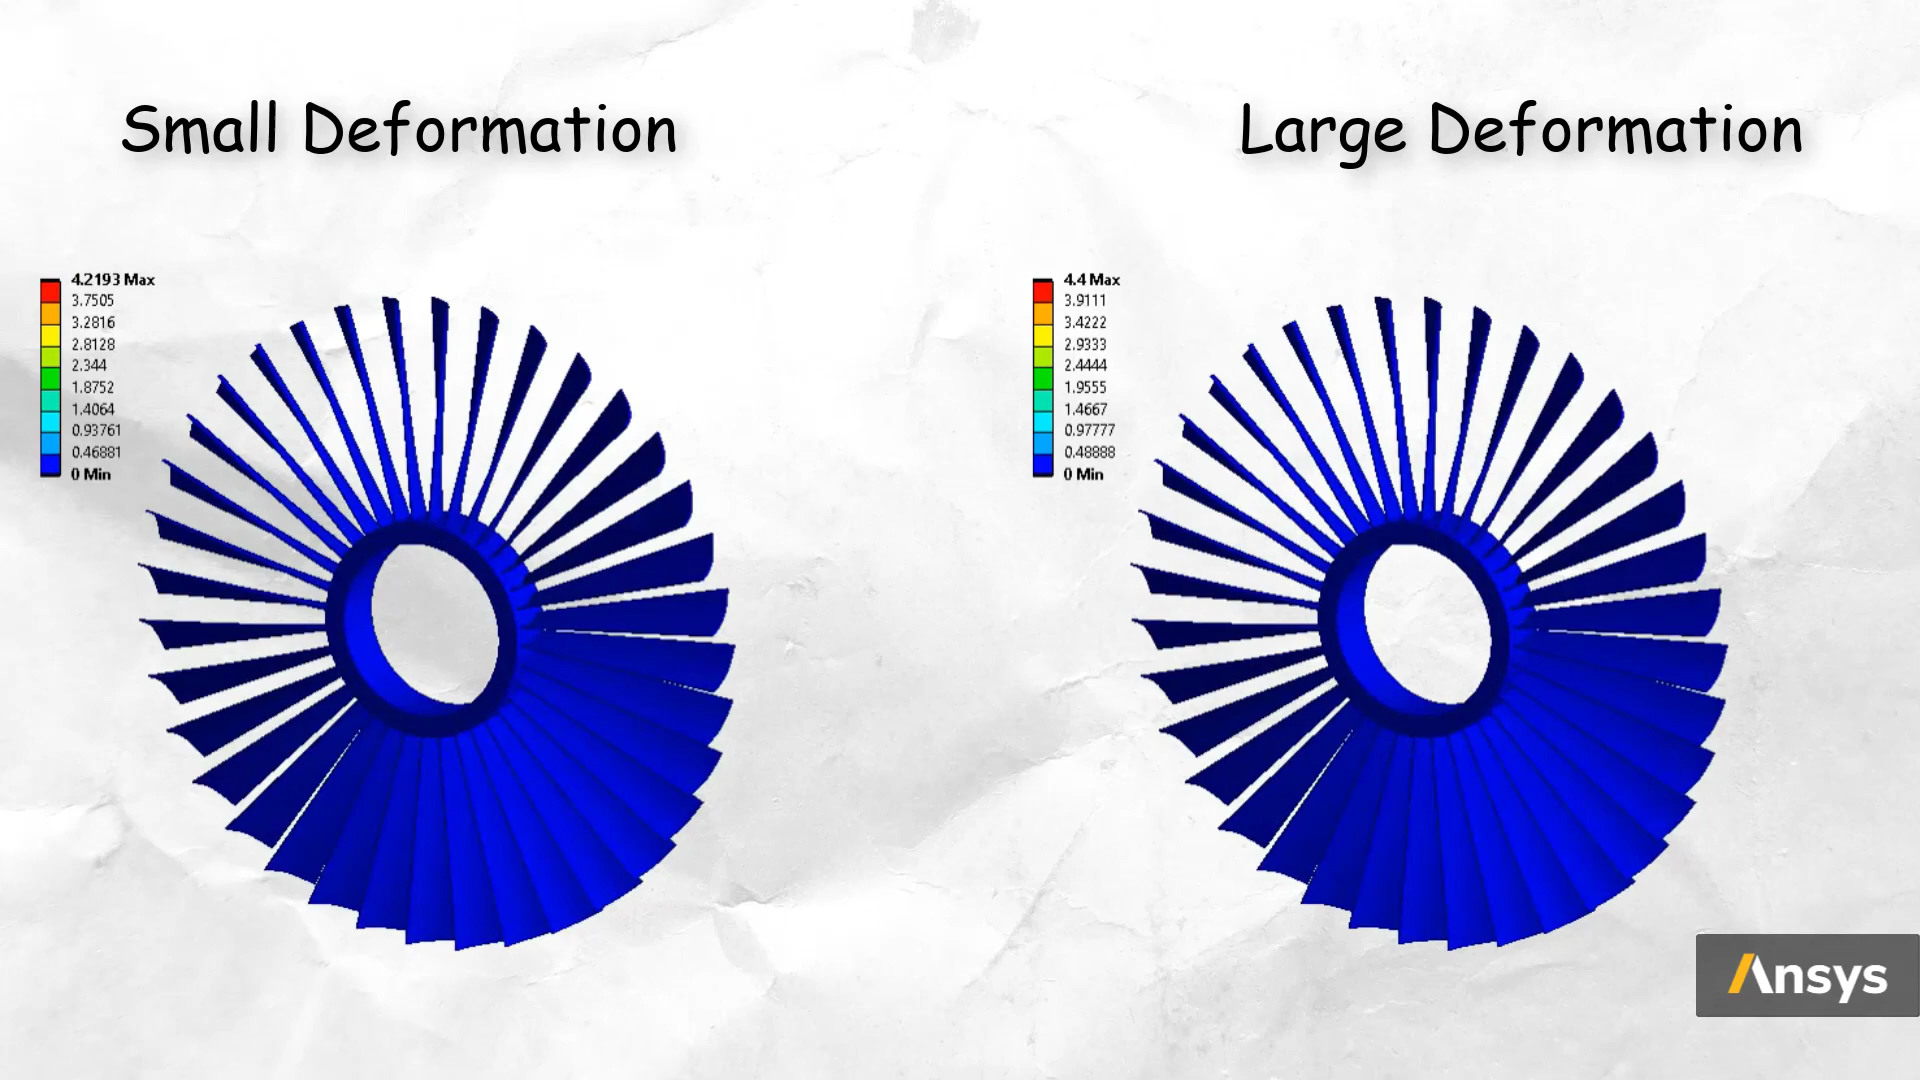 Small Deformation
Large Deformation
4.2193 Max
3.7505
3.2816
2.8128
2.344
1.8752
1.4064
0.93761
0.46881
0 Min
4.4 Max
3.9111
3.4222
2.9333
2.4444
1.9555
1.4667
0.97777
0.48888
0 Min
Ansys